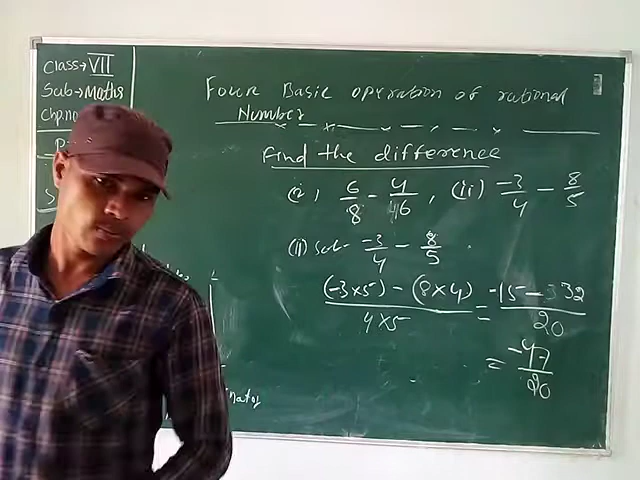 Class→ VII
Sub→ Maths
Chp.no
Four Basic operation of rational
Number
Find the difference
(i) 6/8 - 4/16, (ii) -3/4 - 8/5
(ii) Sol- -3/4 - 8/5
(-3×5) - (8×4) / 4×5 = -15 - 32 / 20
= -47/20